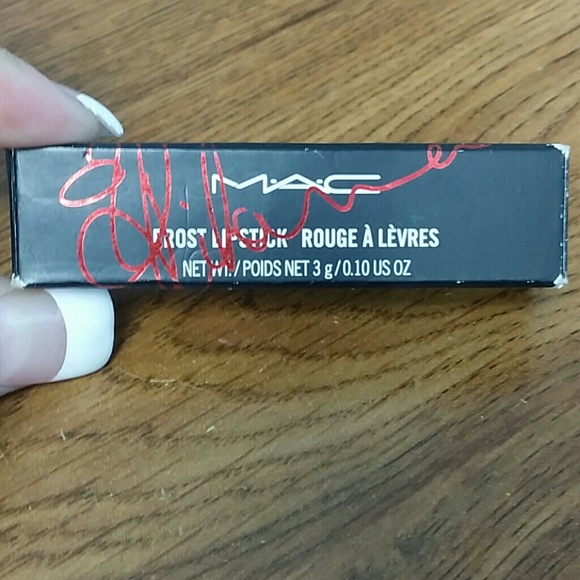 M·A·C
FROST LIPSTICK ROUGE À LÈVRES
NET WT./POIDS NET 3 g/0.10 US OZ